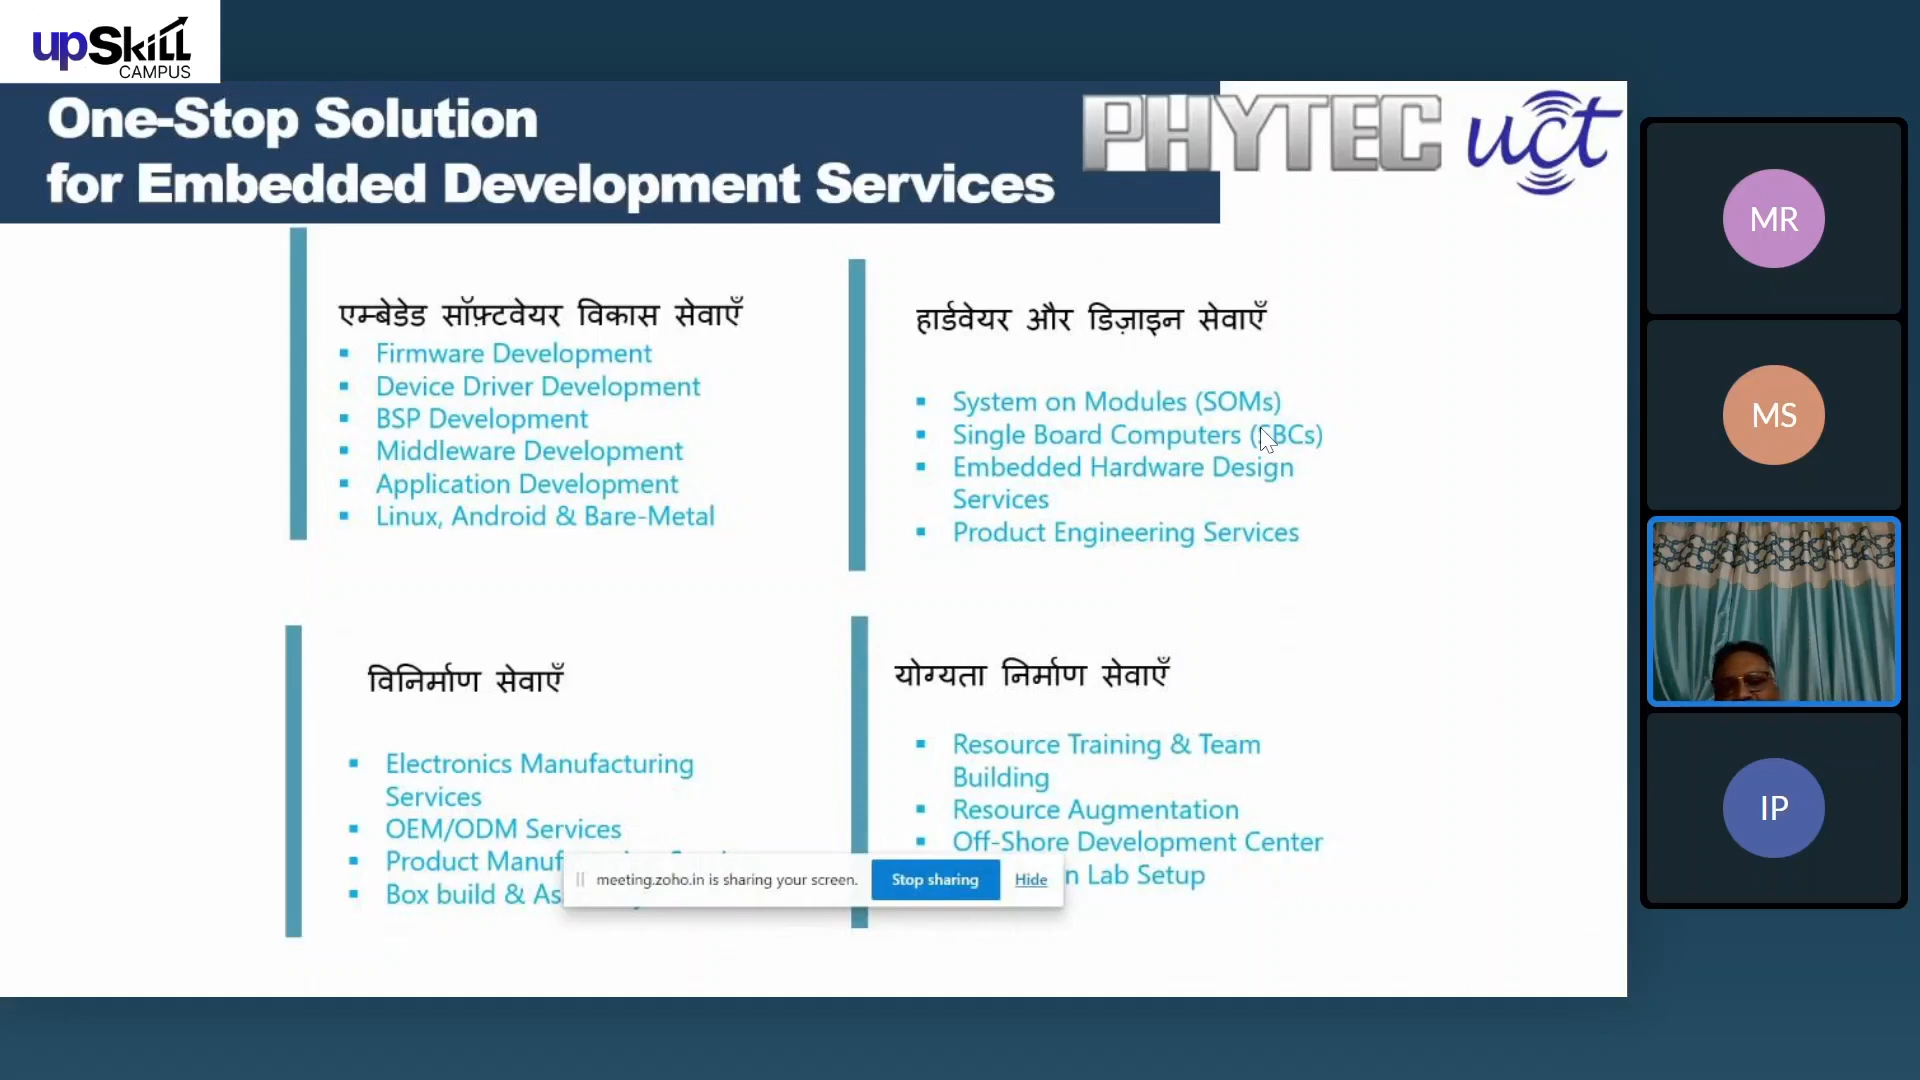 upSkill
CAMPUS
One-Stop Solution
for Embedded Development Services
PHYTEC
uct
एम्बेडेड सॉफ़्टवेयर विकास सेवाएँ
Firmware Development
Device Driver Development
BSP Development
Middleware Development
Application Development
Linux, Android & Bare-Metal
हार्डवेयर और डिज़ाइन सेवाएँ
System on Modules (SOMs)
Single Board Computers (SBCs)
Embedded Hardware Design
Services
Product Engineering Services
विनिर्माण सेवाएँ
Electronics Manufacturing
Services
OEM/ODM Services
Product
Box build &
योग्यता निर्माण सेवाएँ
Resource Training & Team
Building
Resource Augmentation
Off-Shore Development Center
Lab Setup
meeting.zoho.in is sharing your screen.
Stop sharing
Hide
MR
MS
IP